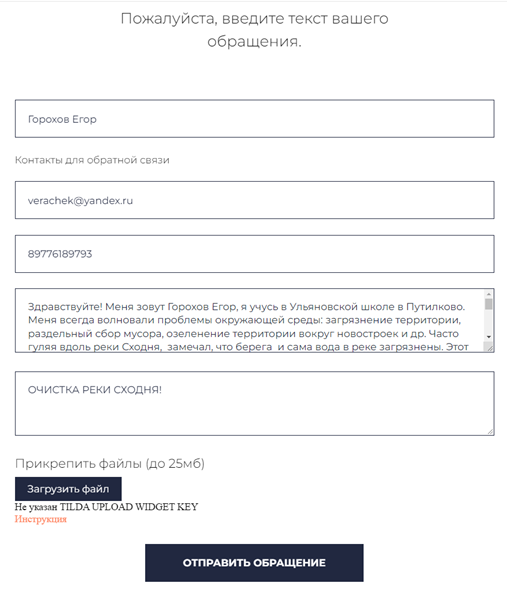 Пожалуйста, введите текст вашего
обращения.
Горохов Егор
Контакты для обратной связи
verachek@yandex.ru
89776189793
Здравствуйте! Меня зовут Горохов Егор, я учусь в Ульяновской школе в Путилково.
Меня всегда волновали проблемы окружающей среды: загрязнение территории,
раздельный сбор мусора, озеленение территории вокруг новостроек и др. Часто
гуляя вдоль реки Сходня, замечал, что берега и сама вода в реке загрязнены. Этот
ОЧИСТКА РЕКИ СХОДНЯ!
Прикрепить файлы (до 25мб)
Загрузить файл
Не указан TILDA UPLOAD WIDGET KEY
Инструкция
ОТПРАВИТЬ ОБРАЩЕНИЕ